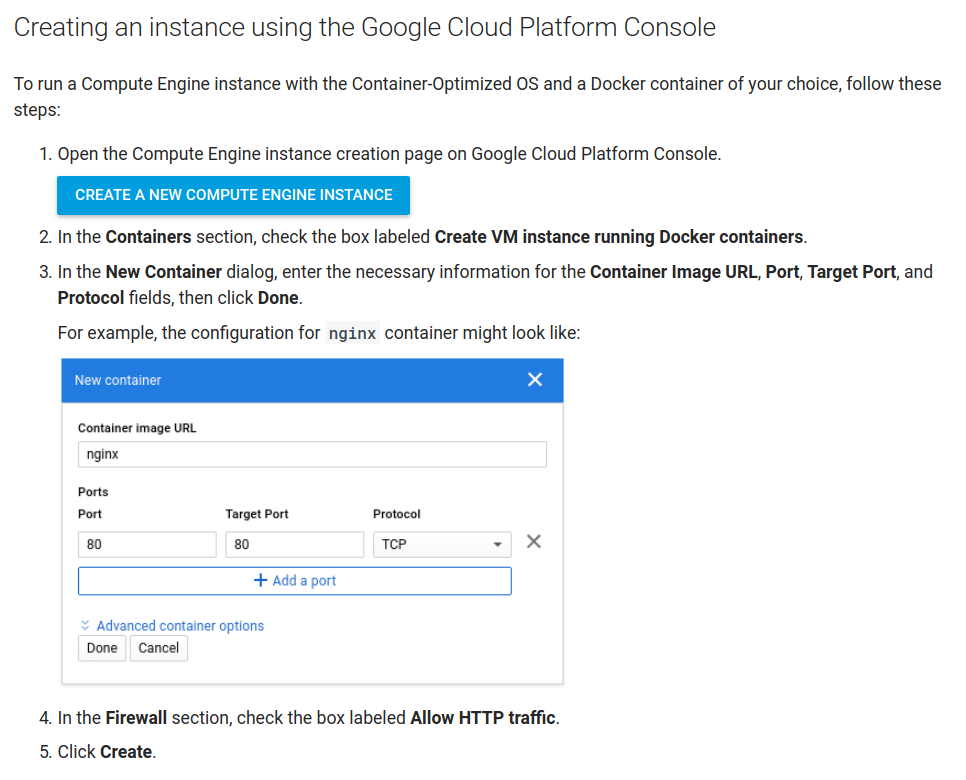 Creating an instance using the Google Cloud Platform Console
To run a Compute Engine instance with the Container-Optimized OS and a Docker container of your choice, follow these
steps:
1. Open the Compute Engine instance creation page on Google Cloud Platform Console.
CREATE A NEW COMPUTE ENGINE INSTANCE
2. In the Containers section, check the box labeled Create VM instance running Docker containers.
3. In the New Container dialog, enter the necessary information for the Container Image URL, Port, Target Port, and
Protocol fields, then click Done.
For example, the configuration for nginx container might look like:
New container
Container image URL
nginx
Ports
Port Target Port Protocol
80 80 TCP
+ Add a port
Advanced container options
Done Cancel
4. In the Firewall section, check the box labeled Allow HTTP traffic.
5. Click Create.